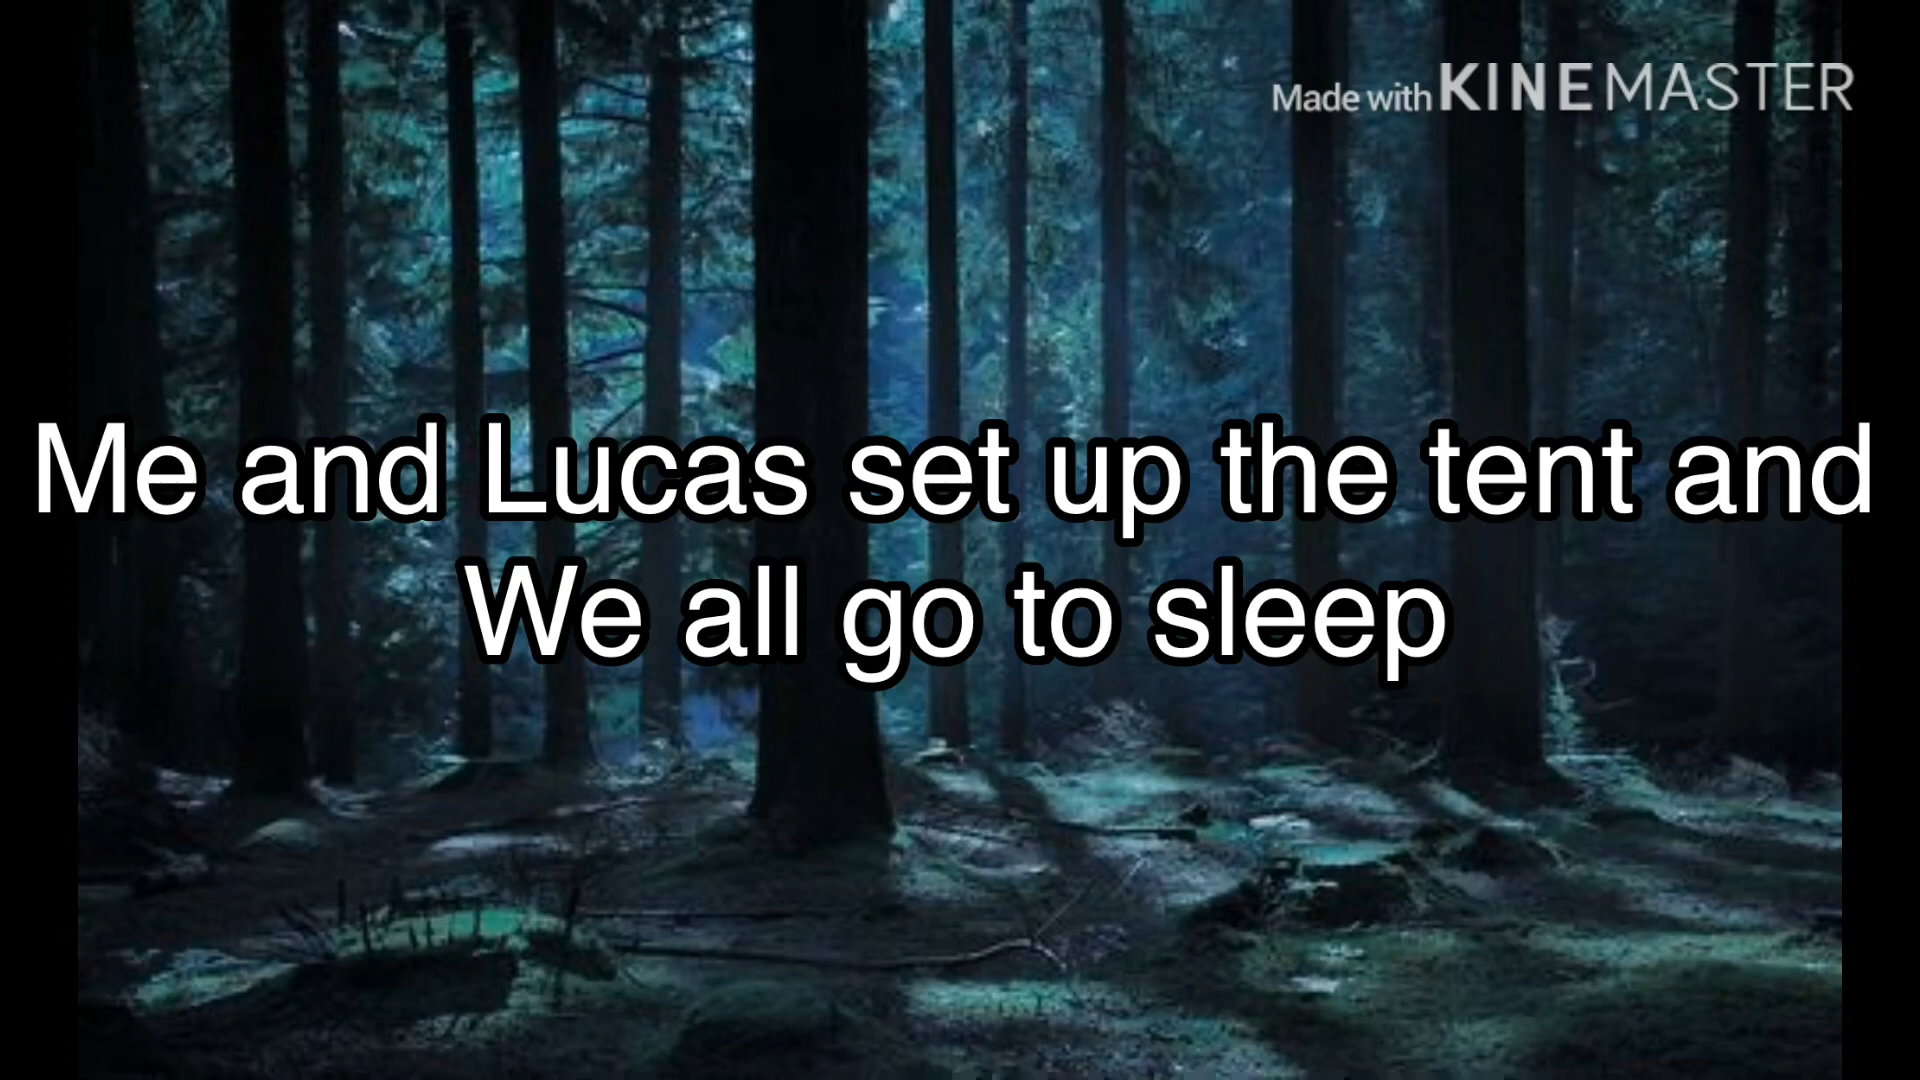 Made with KINEMASTER
Me and Lucas set up the tent and
We all go to sleep